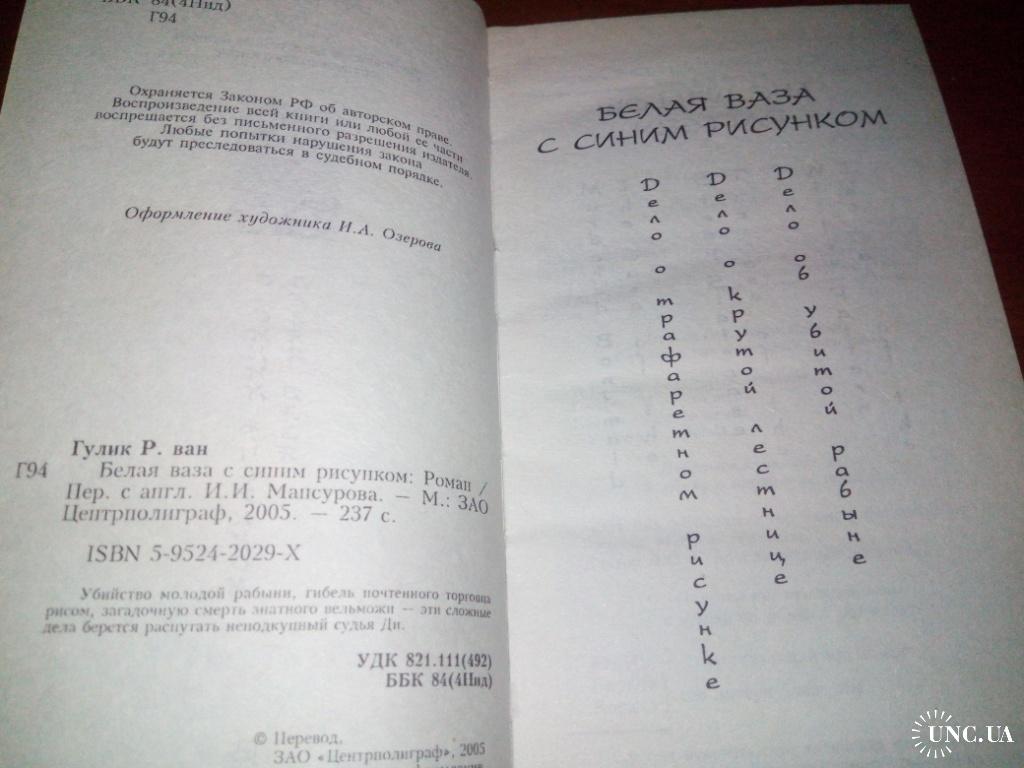 ББК 84(4Нид)
Г94
Охраняется Законом РФ об авторском праве.
Воспроизведение всей книги или любой ее части
воспрещается без письменного разрешения издателя.
Любые попытки нарушения закона
будут преследоваться в судебном порядке.
Оформление художника И.А. Озерова
Гулик Р. ван
Г94 Белая ваза с синим рисунком: Роман /
Пер. с англ. И.И. Мансурова. — М.: ЗАО
Центрполиграф, 2005. — 237 с.
ISBN 5-9524-2029-X
Убийство молодой рабыни, гибель почтенного торговца
рисом, загадочную смерть знатного вельможи — эти сложные
дела берется распутать неподкупный судья Ди.
УДК 821.111(492)
ББК 84(4Нид)
© Перевод,
ЗАО «Центрполиграф», 2005
БЕЛАЯ ВАЗА
С СИНИМ РИСУНКОМ
Дело о трафаретном рисунке
Дело о крутой лестнице
Дело об убитой рабыне
UNC.UA